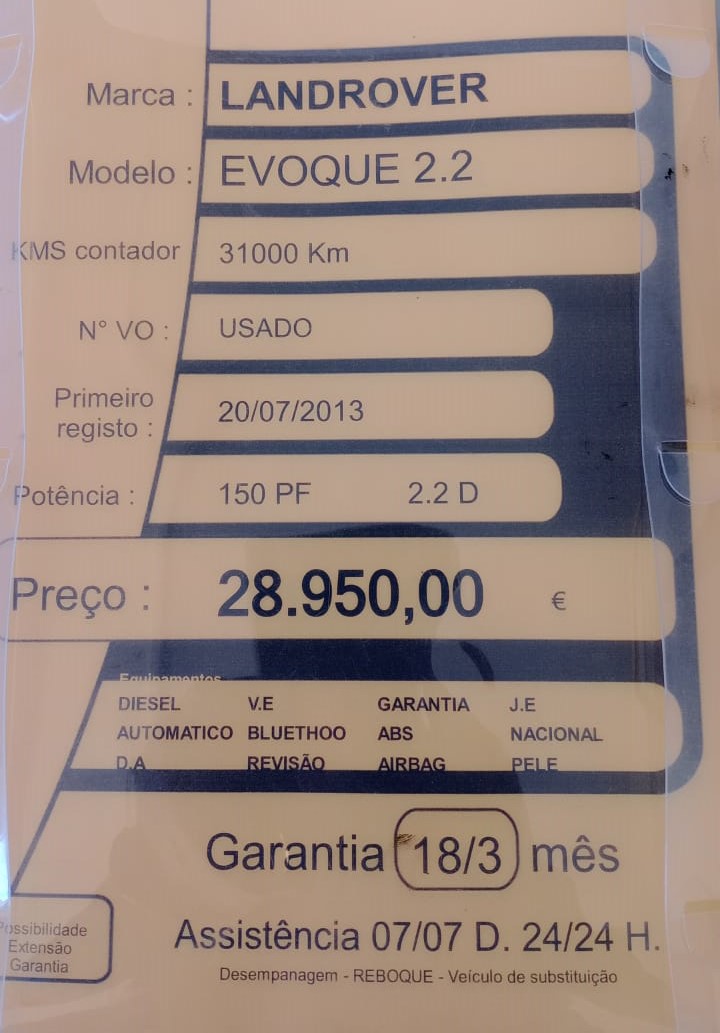 Marca : LANDROVER
Modelo : EVOQUE 2.2
KMS contador 31000 Km
N° VO : USADO
Primeiro
registo : 20/07/2013
Potência : 150 PF 2.2 D
Preço : 28.950,00 €
Equipamentos
DIESEL V.E GARANTIA J.E
AUTOMATICO BLUETHOO ABS NACIONAL
D.A REVISÃO AIRBAG PELE
Garantia 18/3 mês
Possibilidade
Extensão
Garantia
Assistência 07/07 D. 24/24 H.
Desempanagem - REBOQUE - Veículo de substituição